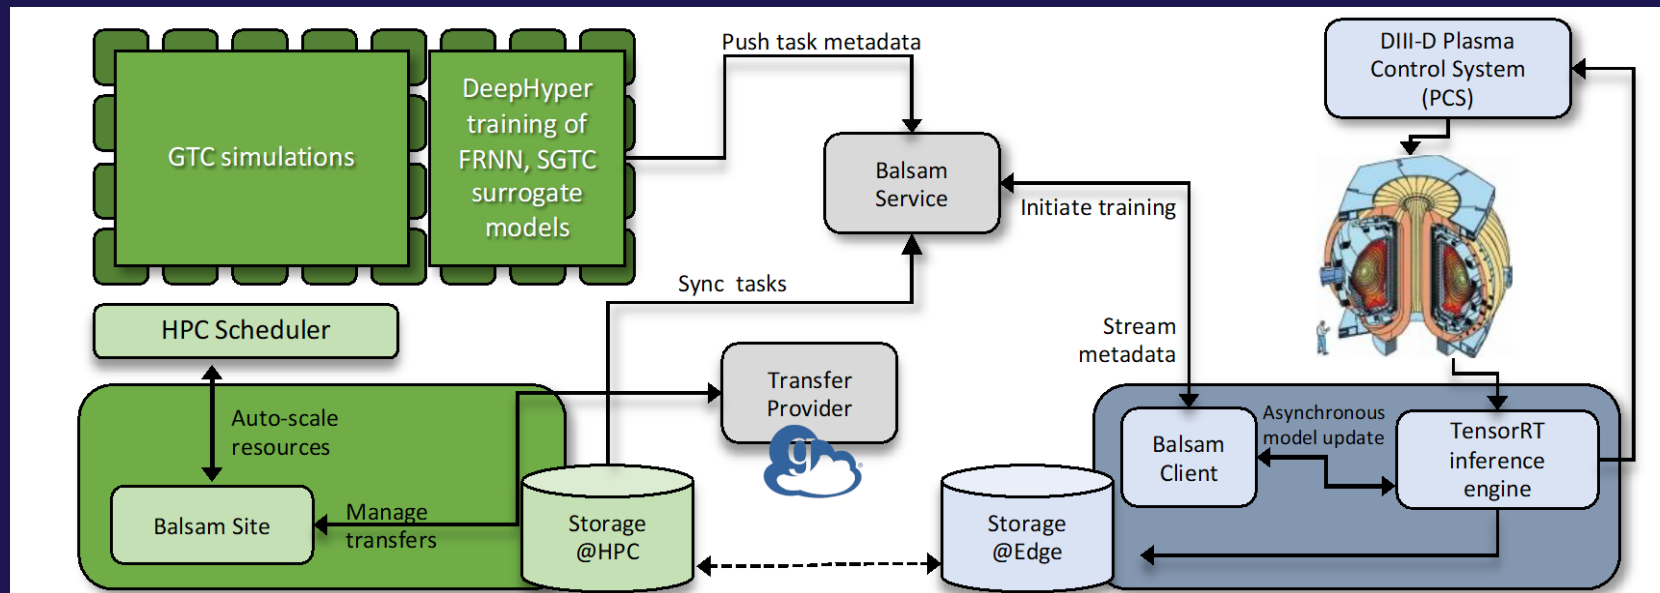 GTC simulations
DeepHyper
training of
FRNN, SGTC
surrogate
models
Push task metadata
Balsam
Service
Initiate training
Sync tasks
Stream
metadata
DIII-D Plasma
Control System
(PCS)
HPC Scheduler
Auto-scale
resources
Balsam Site
Manage
transfers
Transfer
Provider
g
Storage
@HPC
Storage
@Edge
Balsam
Client
Asynchronous
model update
TensorRT
inference
engine